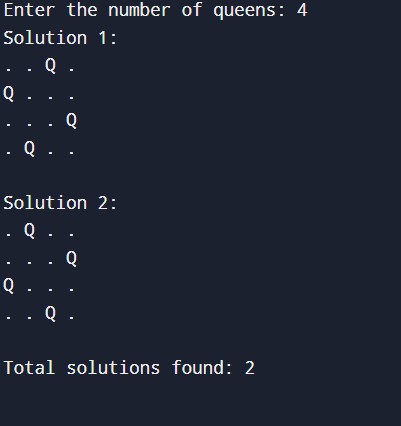 Enter the number of queens: 4
Solution 1:
. . Q .
Q . . .
. . . Q
. Q . .

Solution 2:
. Q . .
. . . Q
Q . . .
. . Q .

Total solutions found: 2